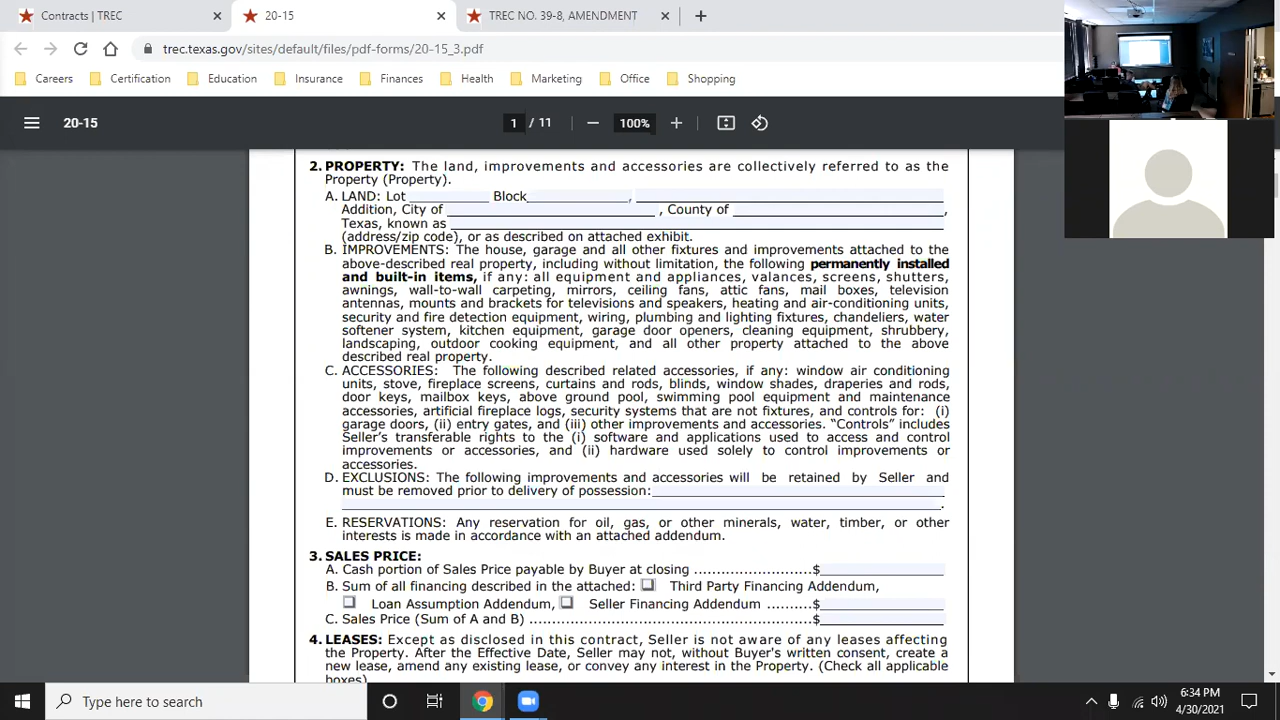 Contracts | TREC
20-15
TREC NO. 39-8, AMENDMENT
trec.texas.gov/sites/default/files/pdf-forms/20-15_3.pdf
Careers Certification Education Insurance Finances Health Marketing Office Shopping
20-15 1 / 11 100%
2. PROPERTY: The land, improvements and accessories are collectively referred to as the
Property (Property).
A. LAND: Lot Block ,
Addition, City of , County of ,
Texas, known as
(address/zip code), or as described on attached exhibit.
B. IMPROVEMENTS: The house, garage and all other fixtures and improvements attached to the
above-described real property, including without limitation, the following permanently installed
and built-in items, if any: all equipment and appliances, valances, screens, shutters,
awnings, wall-to-wall carpeting, mirrors, ceiling fans, attic fans, mail boxes, television
antennas, mounts and brackets for televisions and speakers, heating and air-conditioning units,
security and fire detection equipment, wiring, plumbing and lighting fixtures, chandeliers, water
softener system, kitchen equipment, garage door openers, cleaning equipment, shrubbery,
landscaping, outdoor cooking equipment, and all other property attached to the above
described real property.
C. ACCESSORIES: The following described related accessories, if any: window air conditioning
units, stove, fireplace screens, curtains and rods, blinds, window shades, draperies and rods,
door keys, mailbox keys, above ground pool, swimming pool equipment and maintenance
accessories, artificial fireplace logs, security systems that are not fixtures, and controls for: (i)
garage doors, (ii) entry gates, and (iii) other improvements and accessories. “Controls” includes
Seller’s transferable rights to the (i) software and applications used to access and control
improvements or accessories, and (ii) hardware used solely to control improvements or
accessories.
D. EXCLUSIONS: The following improvements and accessories will be retained by Seller and
must be removed prior to delivery of possession:
.
E. RESERVATIONS: Any reservation for oil, gas, or other minerals, water, timber, or other
interests is made in accordance with an attached addendum.
3. SALES PRICE:
A. Cash portion of Sales Price payable by Buyer at closing ...........................$
B. Sum of all financing described in the attached: Third Party Financing Addendum,
Loan Assumption Addendum, Seller Financing Addendum ..........$
C. Sales Price (Sum of A and B) ...............................................................$
4. LEASES: Except as disclosed in this contract, Seller is not aware of any leases affecting
the Property. After the Effective Date, Seller may not, without Buyer’s written consent, create a
new lease, amend any existing lease, or convey any interest in the Property. (Check all applicable
boxes)
Type here to search
6:34 PM
4/30/2021